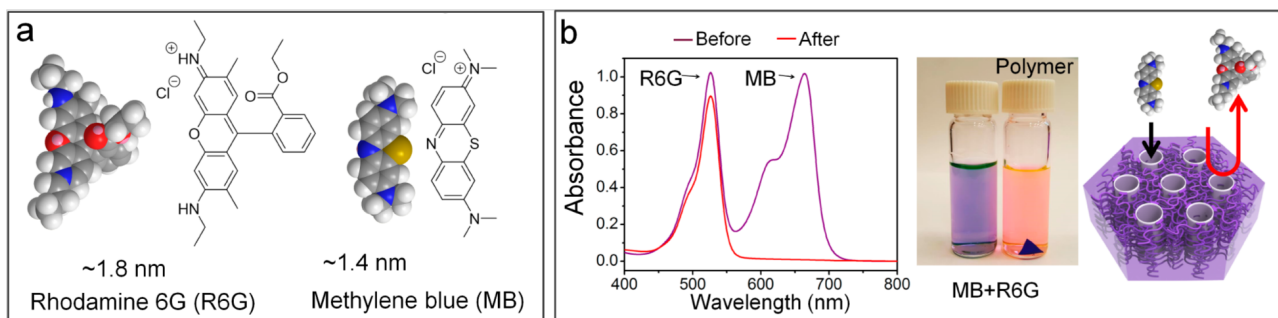 a
HN
+
Cl−
O
O
O
HN
~1.8 nm
Rhodamine 6G (R6G)
Cl−
N
+
N
S
N
~1.4 nm
Methylene blue (MB)
b
Before
After
R6G
MB
1.0
0.8
0.6
0.4
0.2
0.0
Absorbance
400
500
600
700
800
Wavelength (nm)
Polymer
MB+R6G